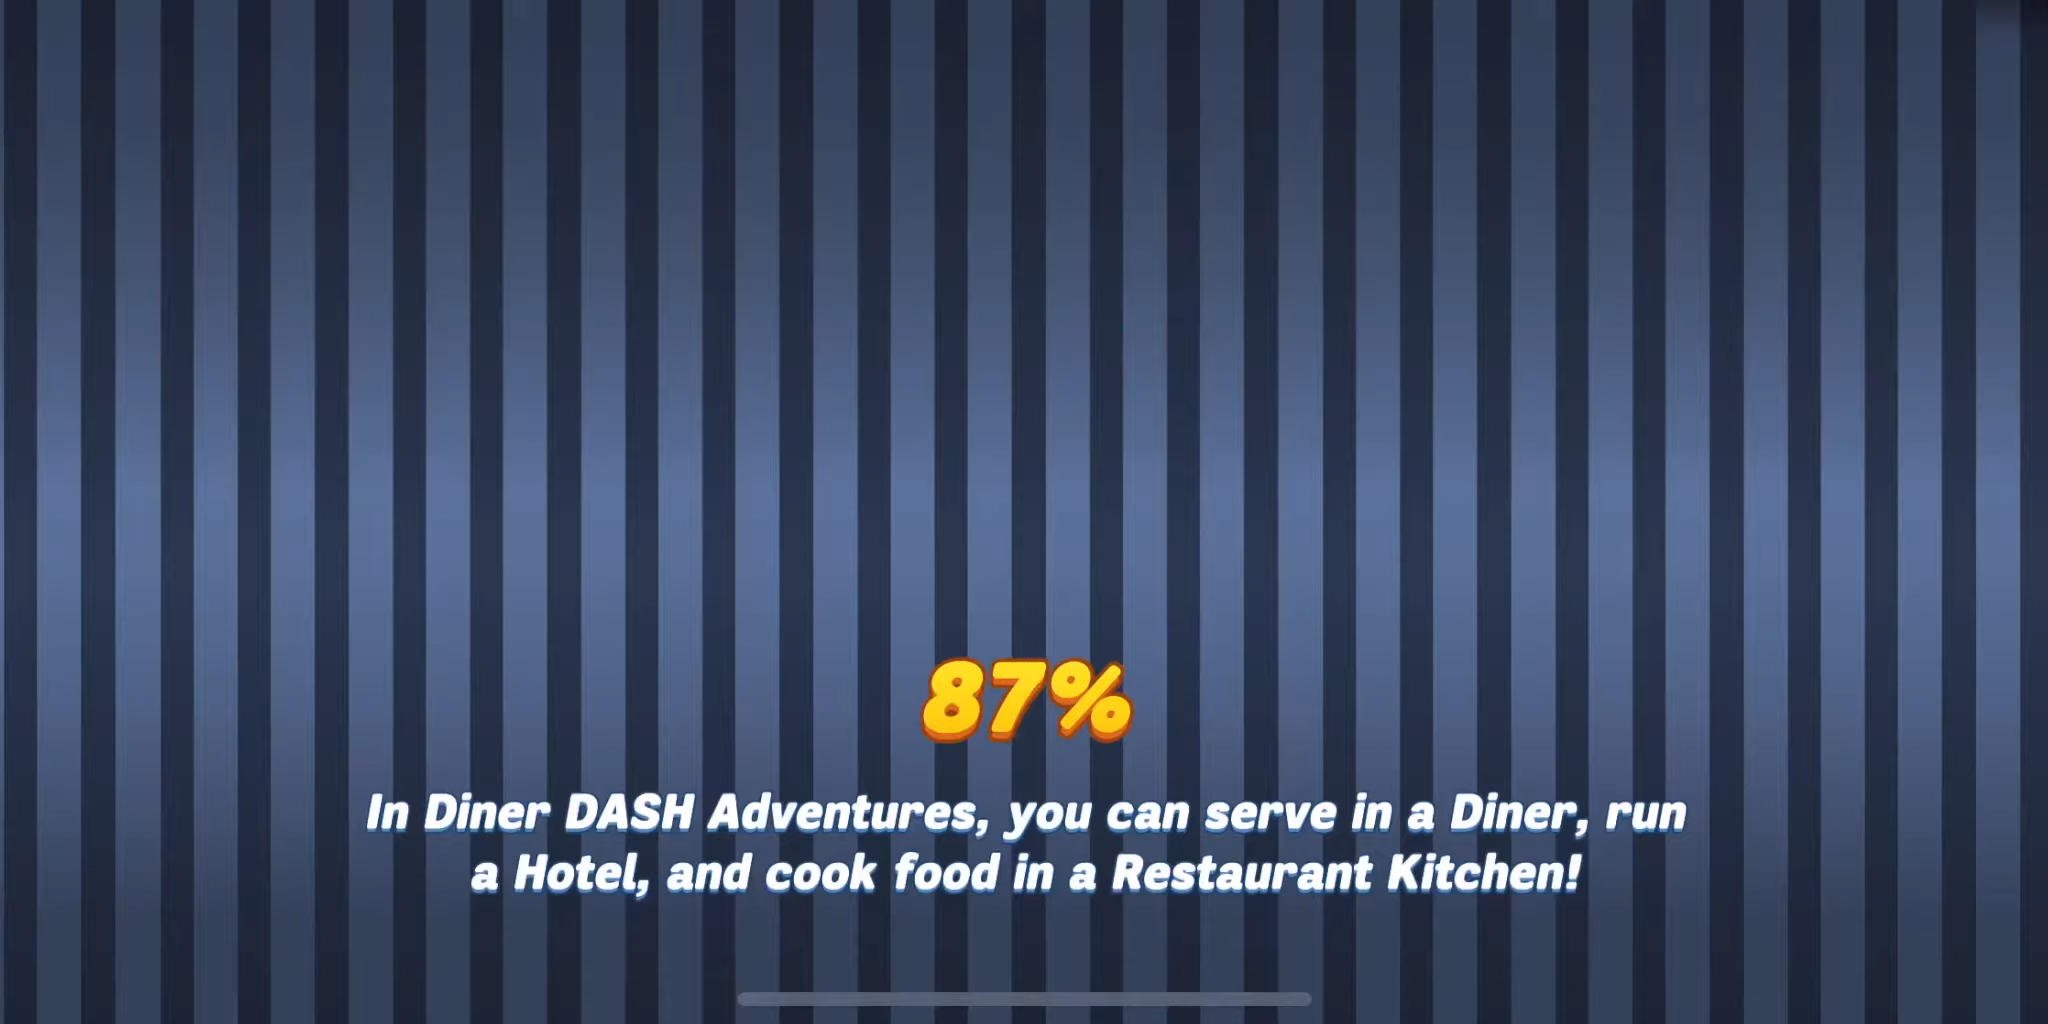 87%
In Diner DASH Adventures, you can serve in a Diner, run
a Hotel, and cook food in a Restaurant Kitchen!